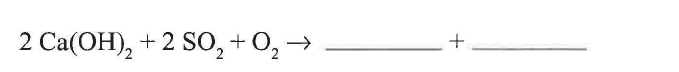 2 Ca(OH)₂ + 2 SO₂ + O₂ → ________ + ________